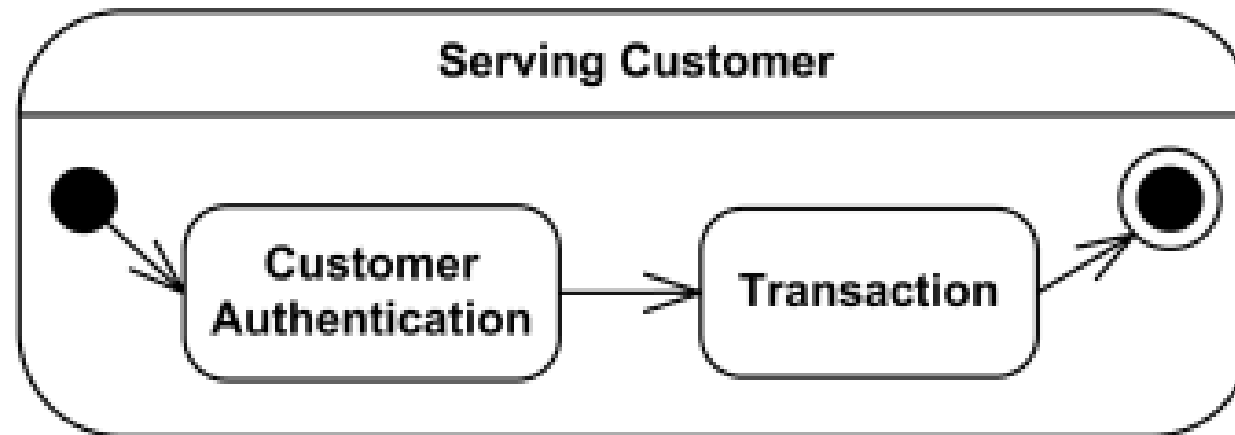 Serving Customer
Customer
Authentication
Transaction